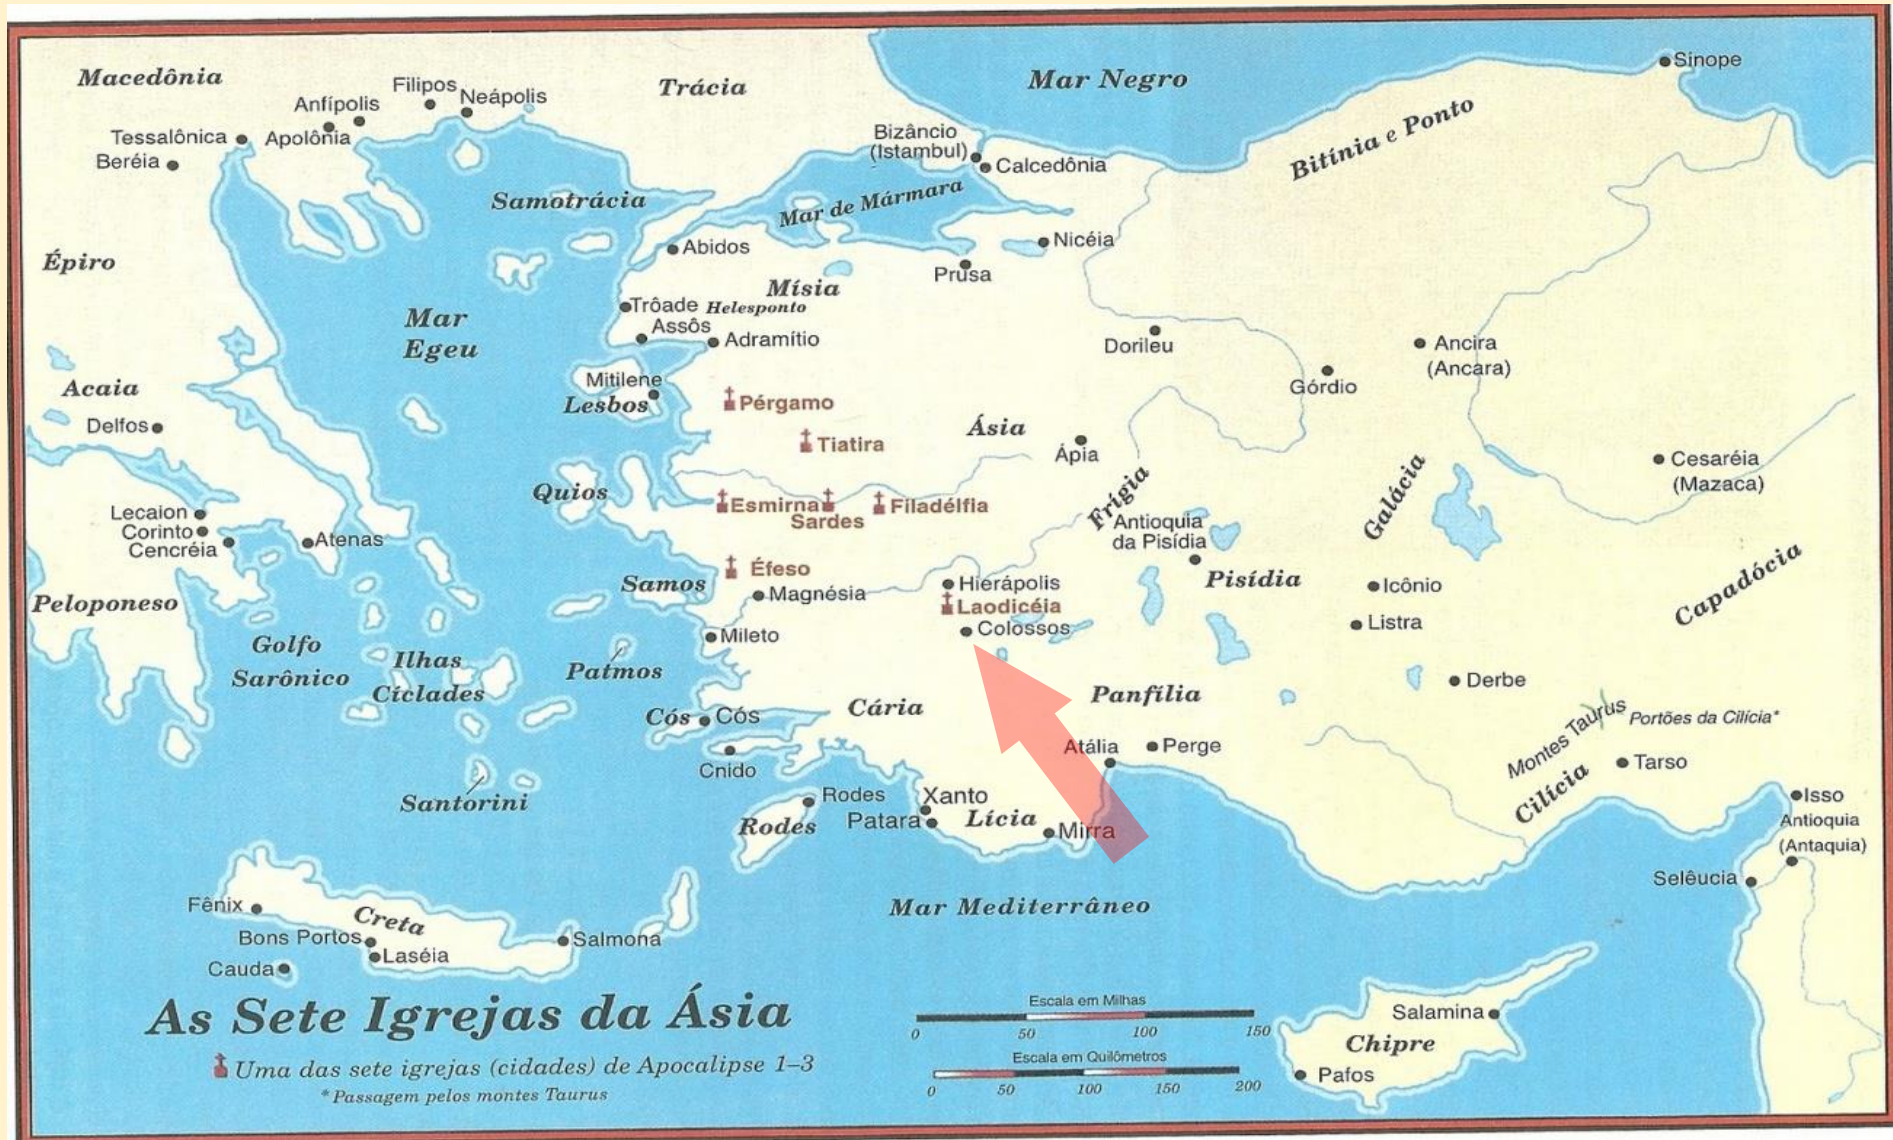 Macedônia
Filipos
Neápolis
Anfípolis
Apolônia
Tessalônica
Beréia
Trácia
Mar Negro
Sínope
Bizâncio
(Istambul)
Calcedônia
Bitínia e Ponto
Samotrácia
Mar de Mármara
Abidos
Nicéia
Épiro
Prusa
Mísia
Trôade
Helesponto
Mar
Egeu
Assôs
Adramítio
Dorileu
Ancira
(Ancara)
Górdio
Acaia
Mitilene
Lesbos
Pérgamo
Delfos
Tiatira
Ásia
Ápia
Cesaréia
(Mazaca)
Quios
Frígia
Galácia
Esmirna
Sardes
Filadélfia
Lecaion
Corinto
Cencréia
Atenas
Antioquia
da Pisídia
Éfeso
Samos
Magnésia
Hierápolis
Laodicéia
Colossos
Pisídia
Icônio
Capadócia
Peloponeso
Listra
Mileto
Golfo
Sarônico
Ilhas
Cíclades
Patmos
Derbe
Panfília
Cária
Cós
Cós
Montes Taurus
Portões da Cilícia*
Atália
Perge
Cnido
Tarso
Cilícia
Santorini
Rodes
Rodes
Xanto
Patara
Lícia
Mirra
Isso
Antioquia
(Antaquia)
Selêucia
Mar Mediterrâneo
Fênix
Creta
Bons Portos
Salmona
Laséia
Cauda
As Sete Igrejas da Ásia
Uma das sete igrejas (cidades) de Apocalipse 1–3
*Passagem pelos montes Taurus
Escala em Milhas
0 50 100 150
Escala em Quilômetros
0 50 100 150 200
Salamina
Chipre
Pafos